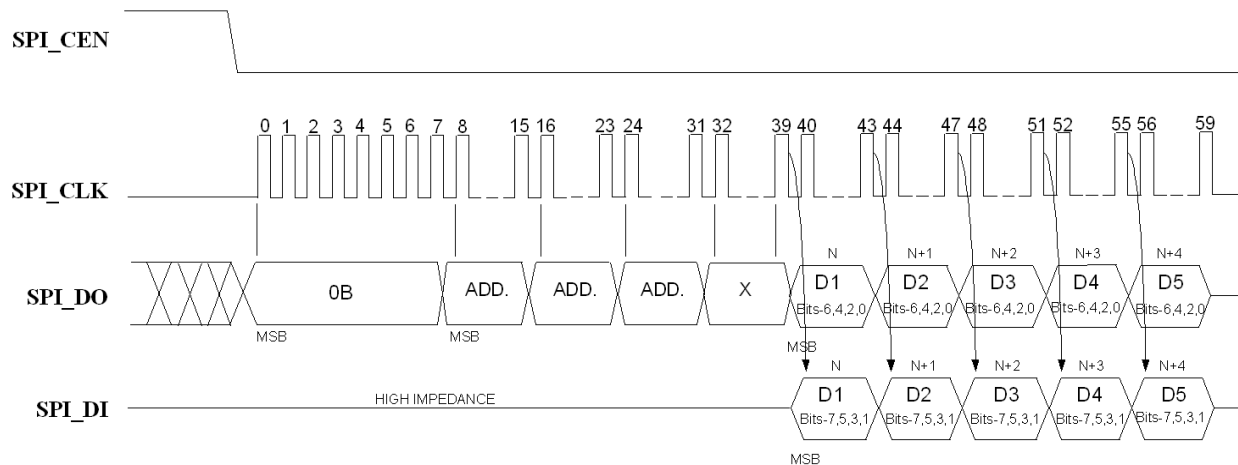 SPI_CEN
0 1 2 3 4 5 6 7 8 15 16 23 24 31 32 39 40 43 44 47 48 51 52 55 56 59
SPI_CLK
N N+1 N+2 N+3 N+4
SPI_DO
0B ADD. ADD. ADD. X D1 D2 D3 D4 D5
Bits-6,4,2,0 Bits-6,4,2,0 Bits-6,4,2,0 Bits-6,4,2,0 Bits-6,4,2,0
MSB MSB MSB
N N+1 N+2 N+3 N+4
SPI_DI
HIGH IMPEDANCE D1 D2 D3 D4 D5
Bits-7,5,3,1 Bits-7,5,3,1 Bits-7,5,3,1 Bits-7,5,3,1 Bits-7,5,3,1
MSB